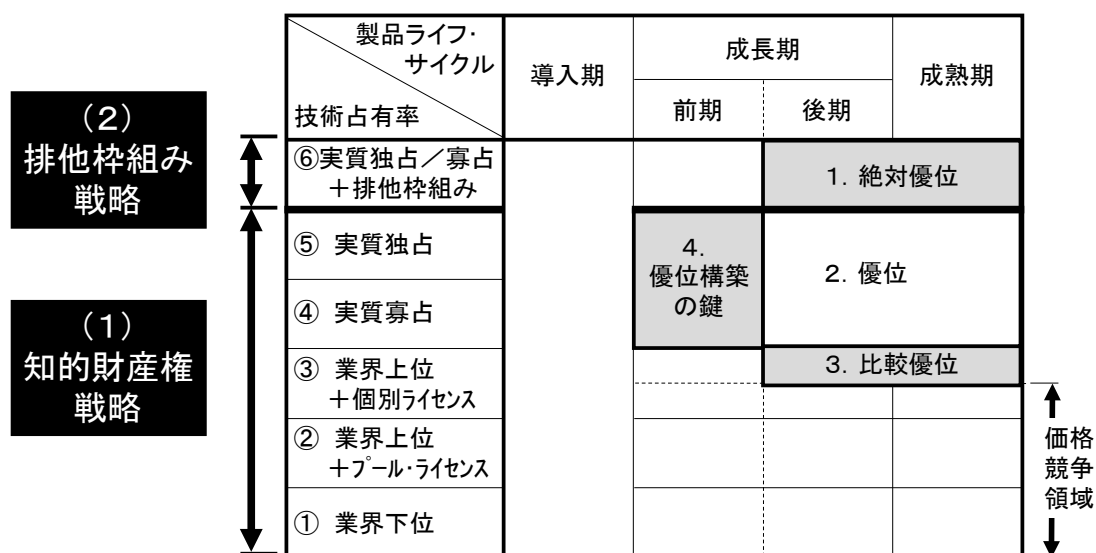 製品ライフ・
サイクル
技術占有率
導入期
成長期
前期
後期
成熟期
（２）
排他枠組み
戦略
⑥実質独占／寡占
＋排他枠組み
１．絶対優位
（１）
知的財産権
戦略
⑤ 実質独占
④ 実質寡占
４．
優位構築
の鍵
２．優位
③ 業界上位
＋個別ﾗｲｾﾝｽ
３．比較優位
② 業界上位
＋ﾌﾟｰﾙ･ﾗｲｾﾝｽ
① 業界下位
価格
競争
領域